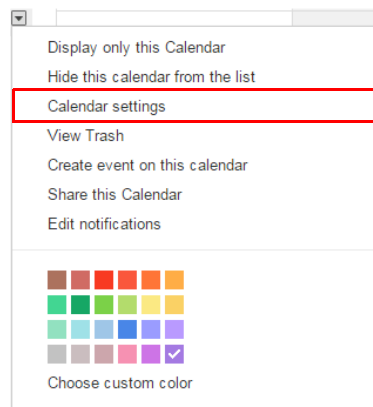 Display only this Calendar
Hide this calendar from the list
Calendar settings
View Trash
Create event on this calendar
Share this Calendar
Edit notifications
Choose custom color